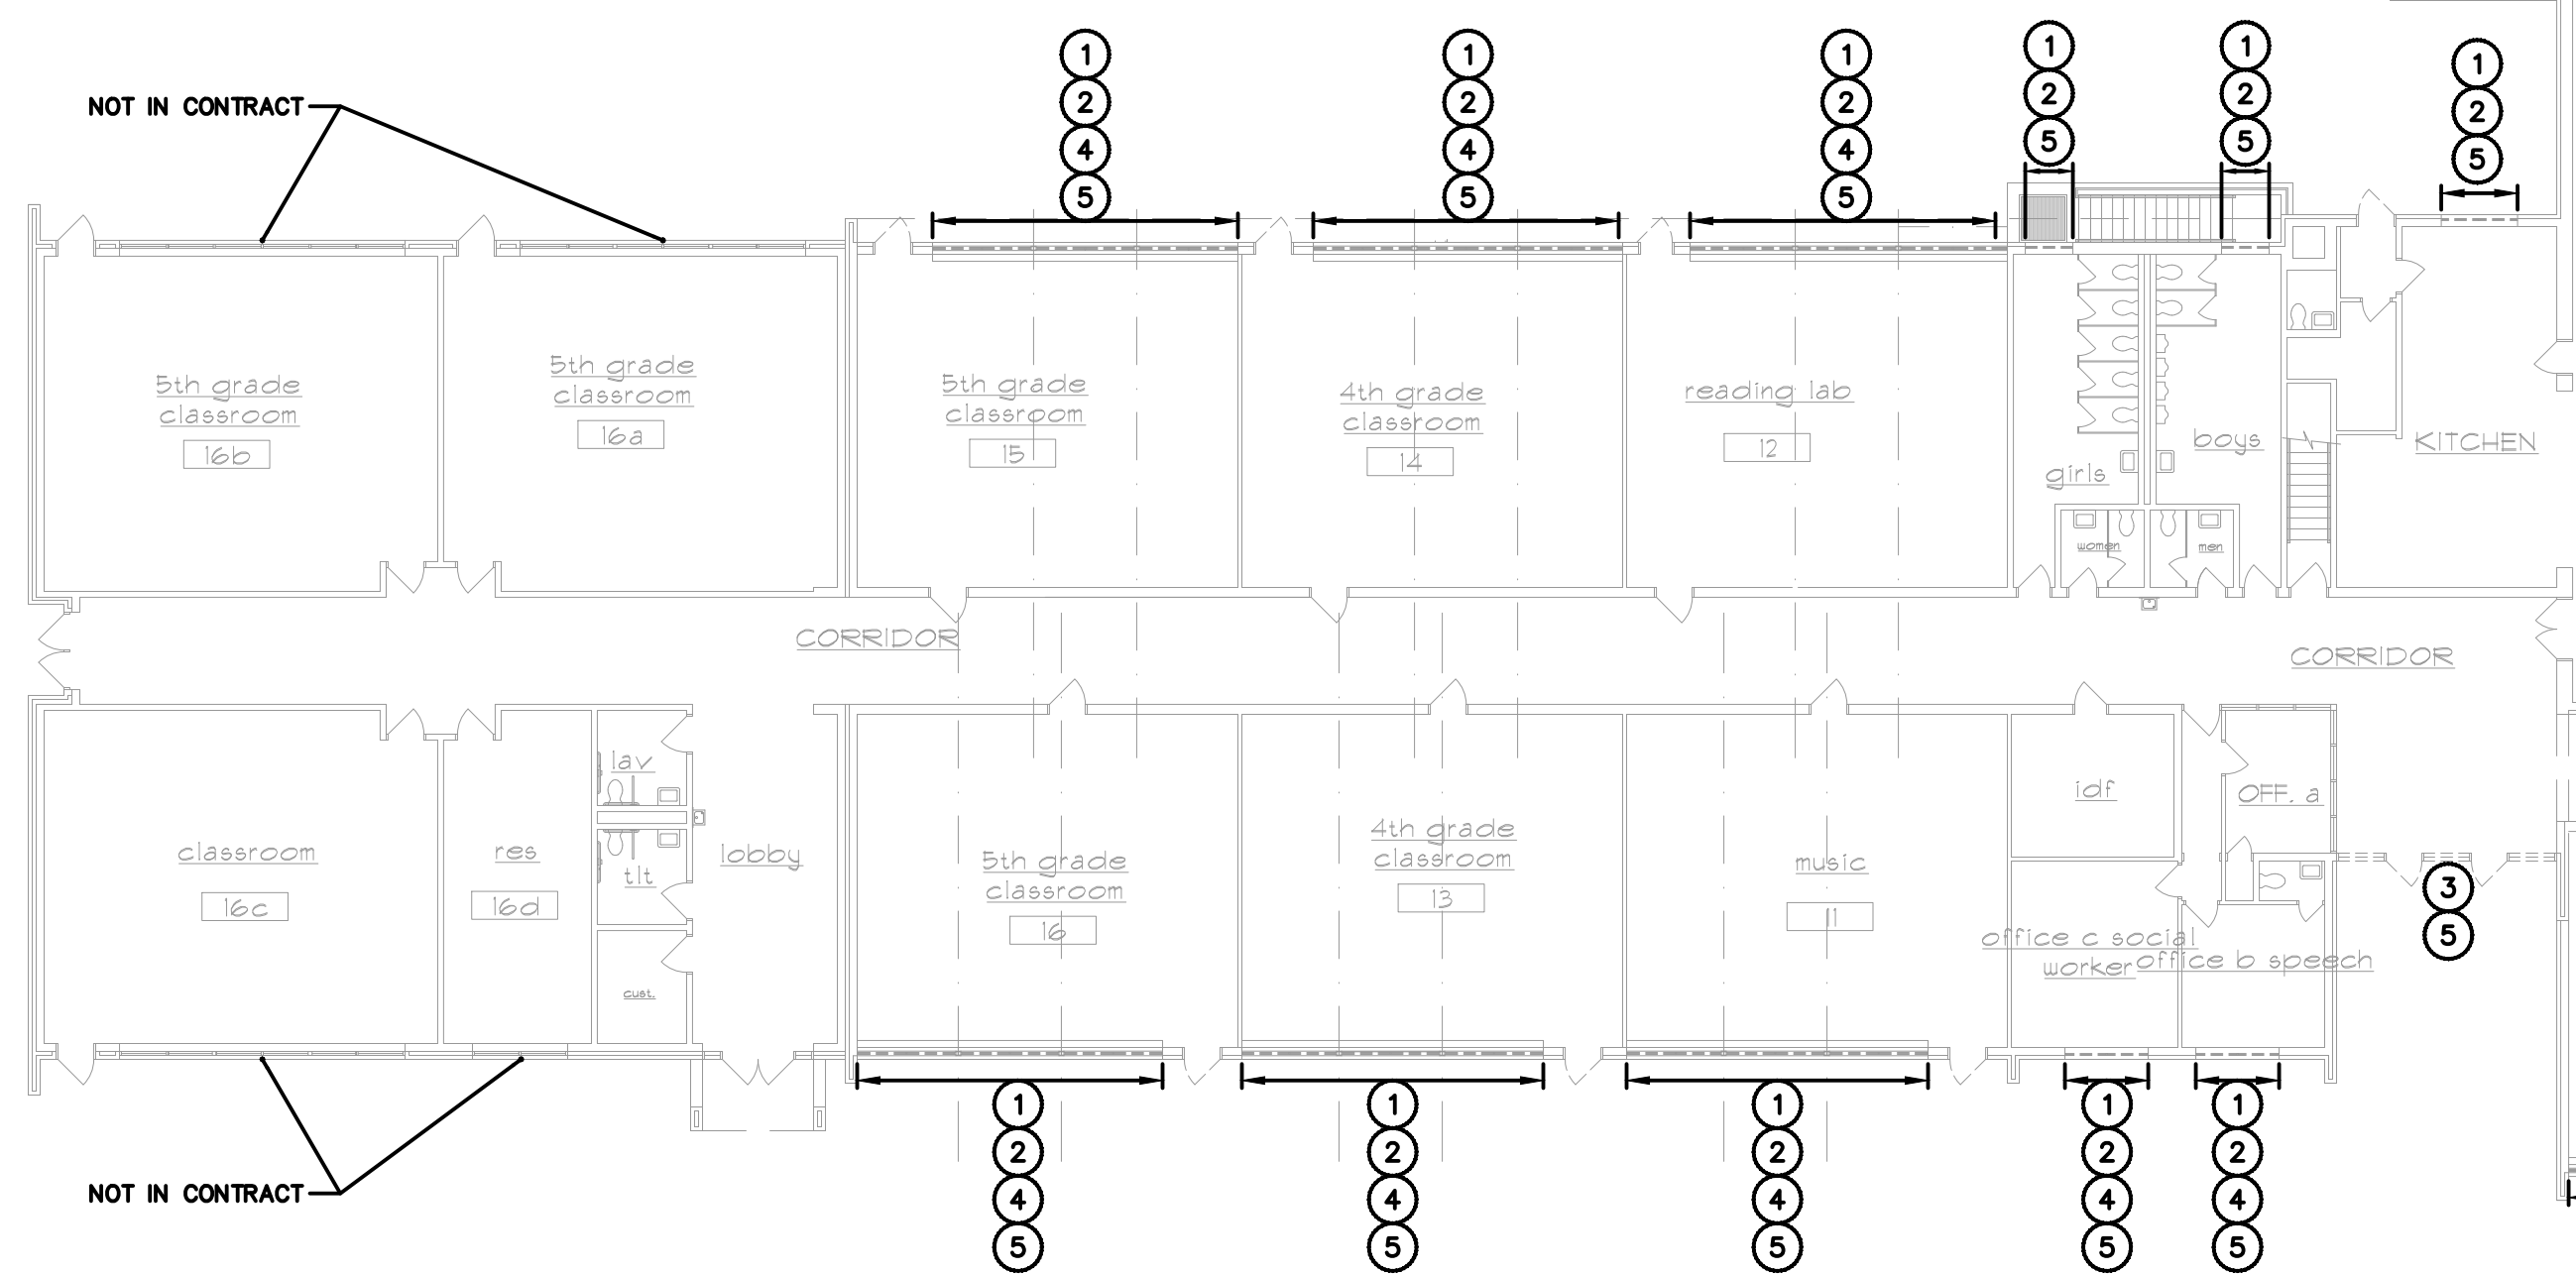 1 1 1 1 1 1
NOT IN CONTRACT 2 2 2 2 2 2
4 4 4 5 5 5
5 5 5
5th grade 5th grade 5th grade 4th grade reading lab
classroom classroom classroom classroom
16b 16a 15 14 12
girls boys KITCHEN
women men
CORRIDOR CORRIDOR
lav idf OFF. a
classroom res tlt lobby 5th grade 4th grade music
classroom classroom
16c 16d 16 13 11
3
5
cust.
office c social
worker office b speech
1 1 1 1 1
2 2 2 2 2
NOT IN CONTRACT 4 4 4 4 4
5 5 5 5 5